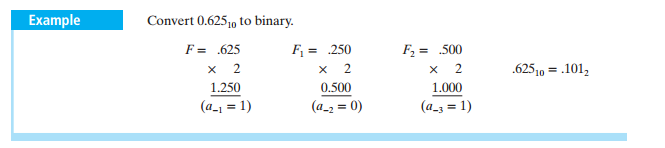 Example
Convert 0.625₁₀ to binary.
F = .625 F₁ = .250 F₂ = .500
× 2 × 2 × 2 .625₁₀ = .101₂
1.250 0.500 1.000
(a₋₁ = 1) (a₋₂ = 0) (a₋₃ = 1)